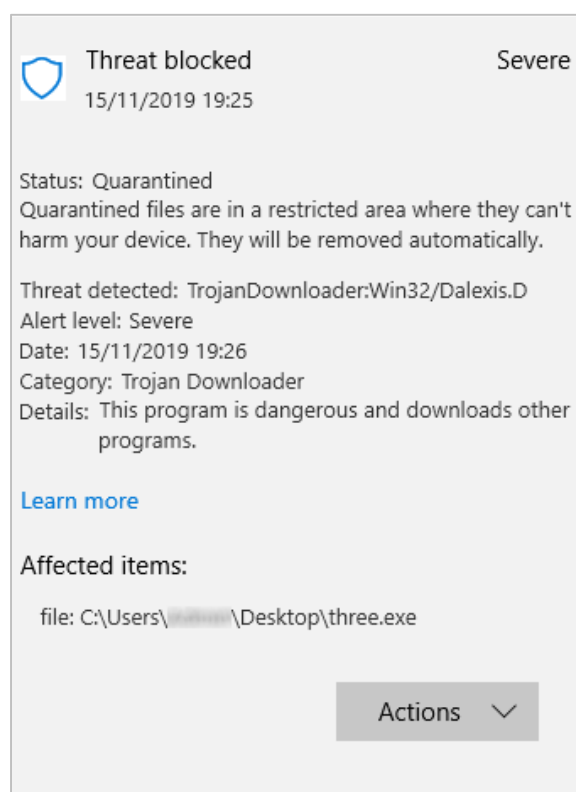 Threat blocked Severe
15/11/2019 19:25
Status: Quarantined
Quarantined files are in a restricted area where they can't
harm your device. They will be removed automatically.
Threat detected: TrojanDownloader:Win32/Dalexis.D
Alert level: Severe
Date: 15/11/2019 19:26
Category: Trojan Downloader
Details: This program is dangerous and downloads other
programs.
Learn more
Affected items:
file: C:\Users\ \Desktop\three.exe
Actions